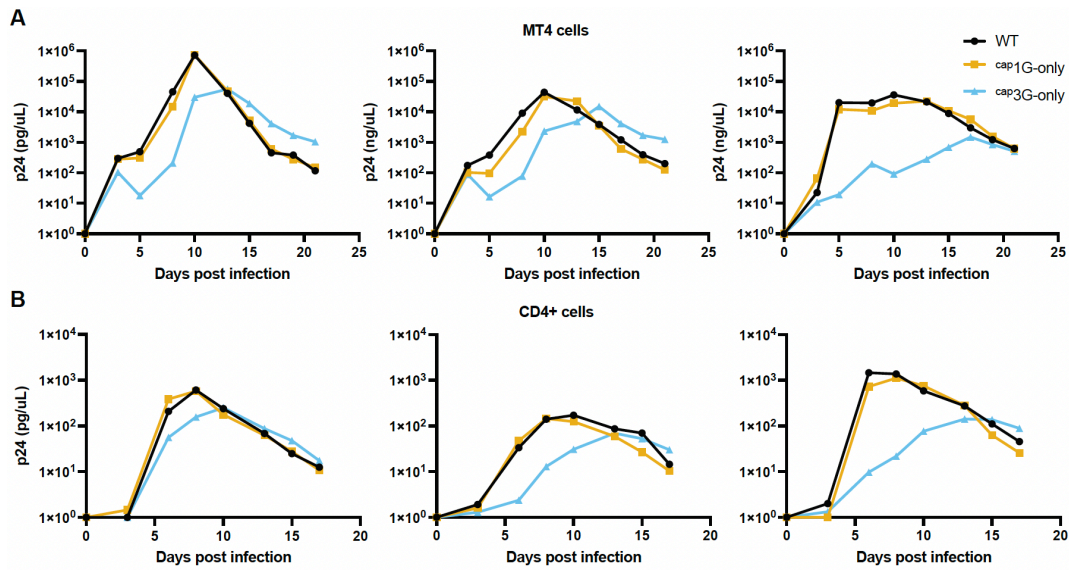 A
MT4 cells
WT
cap1G-only
cap3G-only
p24 (pg/uL)
1×10⁶
1×10⁵
1×10⁴
1×10³
1×10²
1×10¹
1×10⁰
0 5 10 15 20 25
Days post infection
p24 (ng/uL)
1×10⁶
1×10⁵
1×10⁴
1×10³
1×10²
1×10¹
1×10⁰
0 5 10 15 20 25
Days post infection
p24 (ng/uL)
1×10⁶
1×10⁵
1×10⁴
1×10³
1×10²
1×10¹
1×10⁰
0 5 10 15 20 25
Days post infection
B
CD4+ cells
p24 (pg/uL)
1×10⁴
1×10³
1×10²
1×10¹
1×10⁰
0 5 10 15 20
Days post infection
1×10⁴
1×10³
1×10²
1×10¹
1×10⁰
0 5 10 15 20
Days post infection
1×10⁴
1×10³
1×10²
1×10¹
1×10⁰
0 5 10 15 20
Days post infection